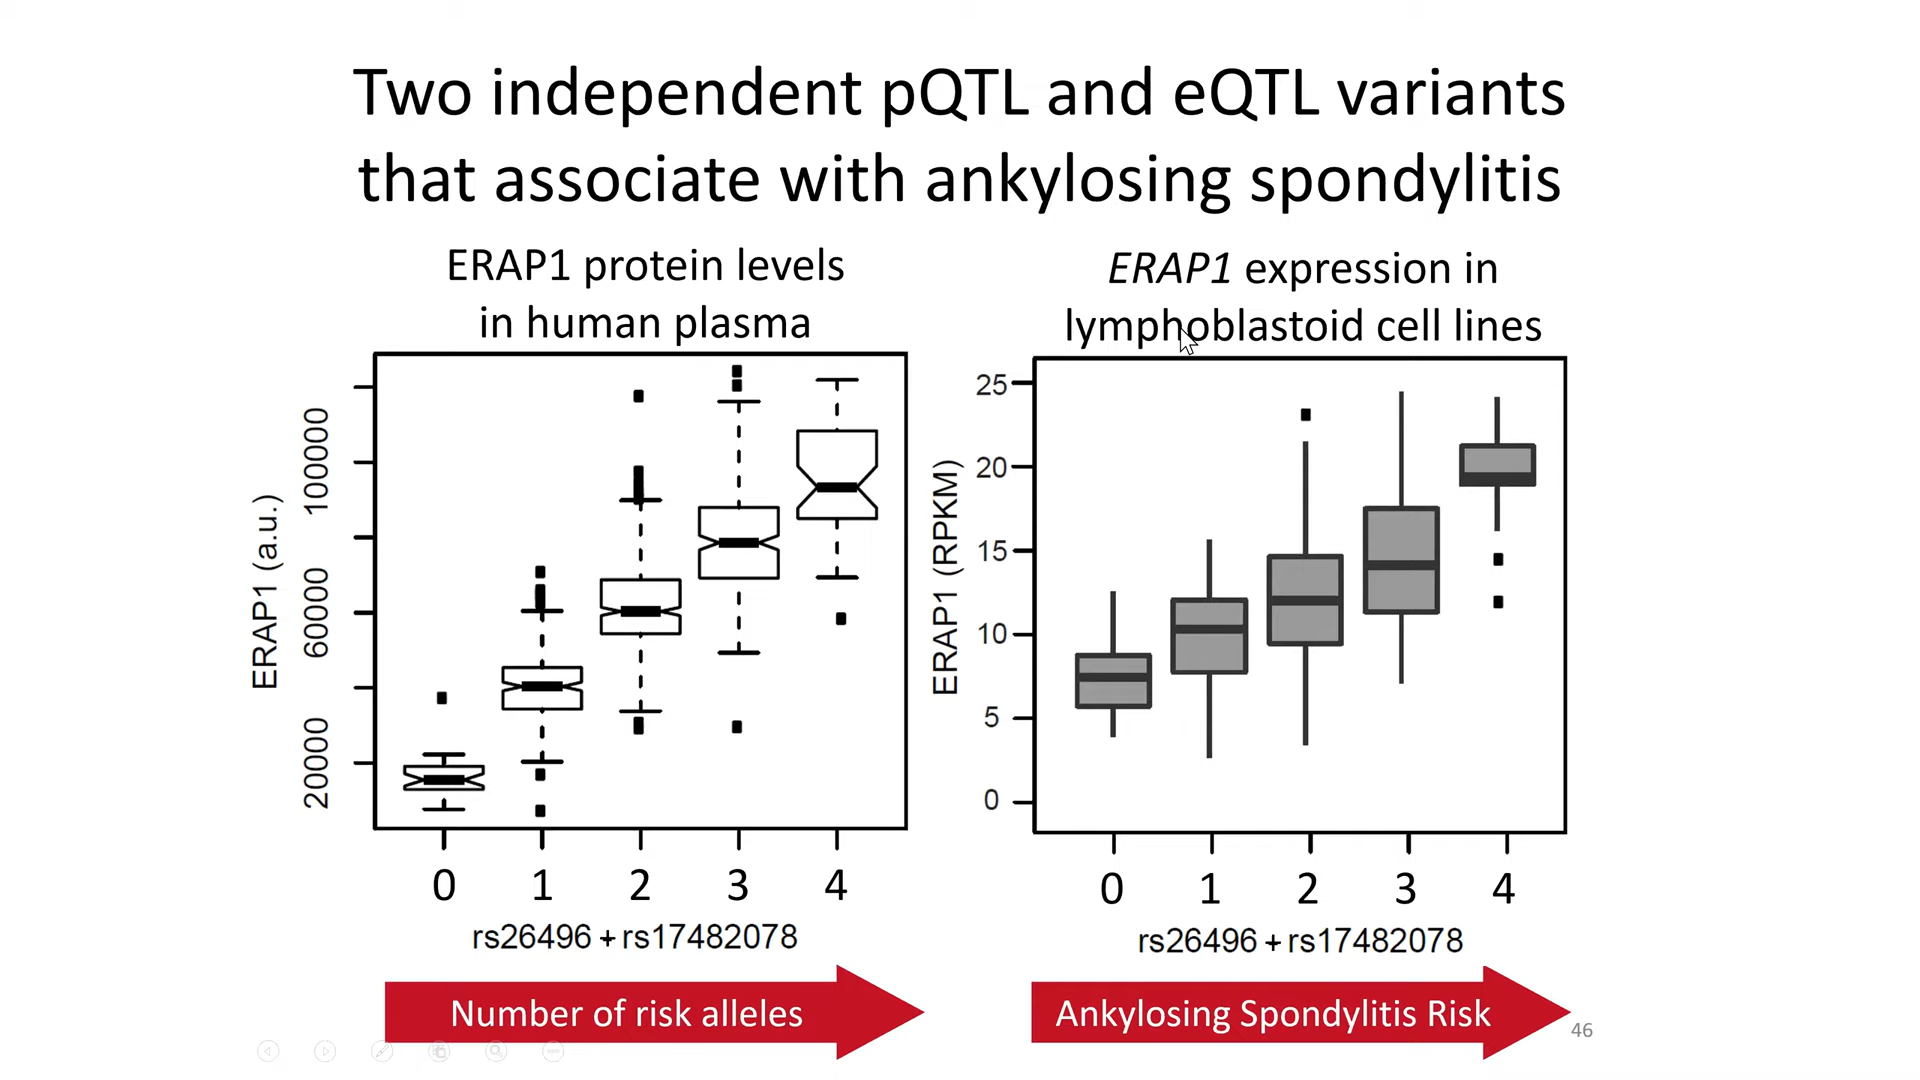 Two independent pQTL and eQTL variants
that associate with ankylosing spondylitis
ERAP1 protein levels
in human plasma
ERAP1 (a.u.)
100000
60000
20000
0 1 2 3 4
rs26496 + rs17482078
Number of risk alleles
ERAP1 expression in
lymphoblastoid cell lines
ERAP1 (RPKM)
25
20
15
10
5
0
0 1 2 3 4
rs26496 + rs17482078
Ankylosing Spondylitis Risk
46